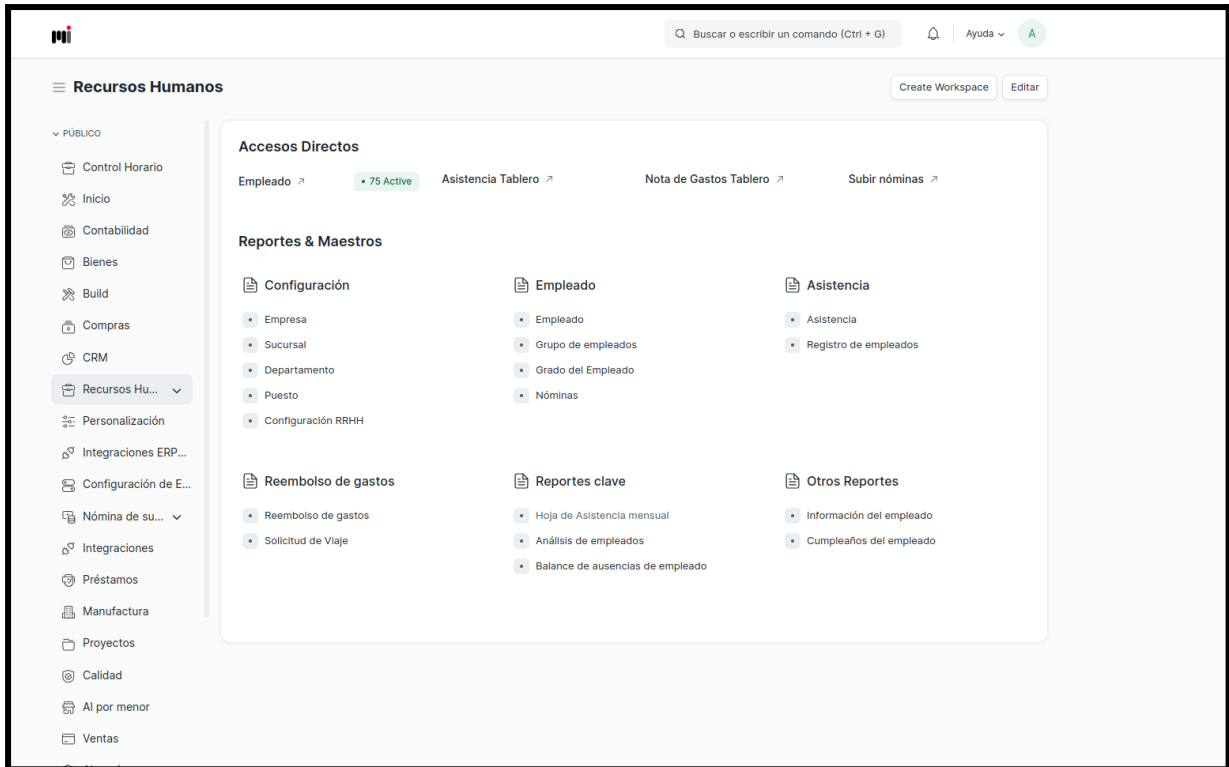 Mi
Buscar o escribir un comando (Ctrl + G)
Ayuda
A
Recursos Humanos
Create Workspace
Editar
PÚBLICO
Control Horario
Inicio
Contabilidad
Bienes
Build
Compras
CRM
Recursos Hu...
Personalización
Integraciones ERP...
Configuración de E...
Nómina de su...
Integraciones
Préstamos
Manufactura
Proyectos
Calidad
Al por menor
Ventas
Accesos Directos
Empleado
75 Active
Asistencia Tablero
Nota de Gastos Tablero
Subir nóminas
Reportes & Maestros
Configuración
Empresa
Sucursal
Departamento
Puesto
Configuración RRHH
Empleado
Empleado
Grupo de empleados
Grado del Empleado
Nóminas
Asistencia
Asistencia
Registro de empleados
Reembolso de gastos
Reembolso de gastos
Solicitud de Viaje
Reportes clave
Hoja de Asistencia mensual
Análisis de empleados
Balance de ausencias de empleado
Otros Reportes
Información del empleado
Cumpleaños del empleado